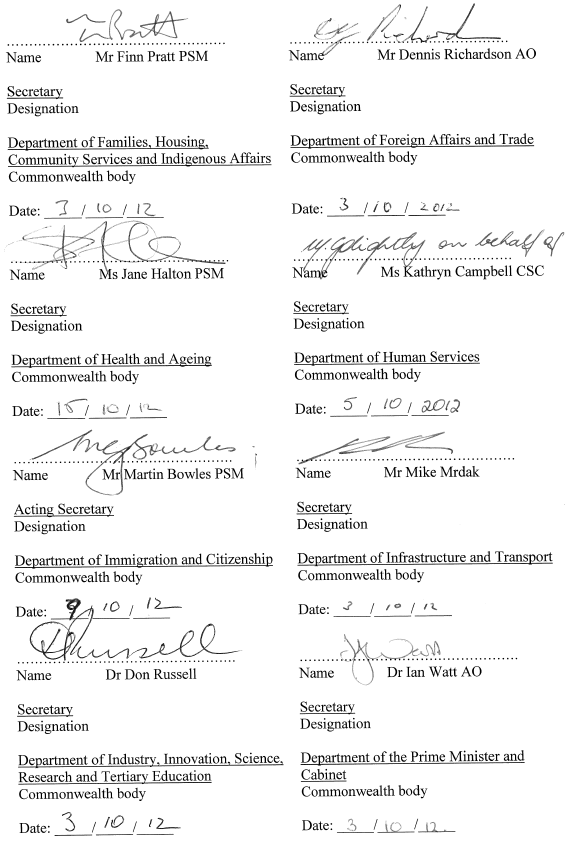 Name Mr Finn Pratt PSM
Secretary
Designation
Department of Families, Housing,
Community Services and Indigenous Affairs
Commonwealth body
Date: 3 / 10 / 12
Name Mr Dennis Richardson AO
Secretary
Designation
Department of Foreign Affairs and Trade
Commonwealth body
Date: 3 / 10 / 2012
Name Ms Jane Halton PSM
Secretary
Designation
Department of Health and Ageing
Commonwealth body
Date: 15 / 10 / 12
on behalf of
Name Ms Kathryn Campbell CSC
Secretary
Designation
Department of Human Services
Commonwealth body
Date: 5 / 10 / 2012
Name Mr Martin Bowles PSM
Acting Secretary
Designation
Department of Immigration and Citizenship
Commonwealth body
Date: 9 / 10 / 12
Name Mr Mike Mrdak
Secretary
Designation
Department of Infrastructure and Transport
Commonwealth body
Date: 3 / 10 / 12
Name Dr Don Russell
Secretary
Designation
Department of Industry, Innovation, Science,
Research and Tertiary Education
Commonwealth body
Date: 3 / 10 / 12
Name Dr Ian Watt AO
Secretary
Designation
Department of the Prime Minister and
Cabinet
Commonwealth body
Date: 3 / 10 / 12